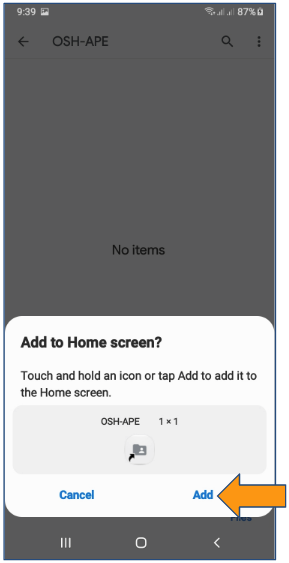 9:39 87%
OSH-APE
No items
Add to Home screen?
Touch and hold an icon or tap Add to add it to
the Home screen.
OSH-APE 1 × 1
Cancel Add
Files